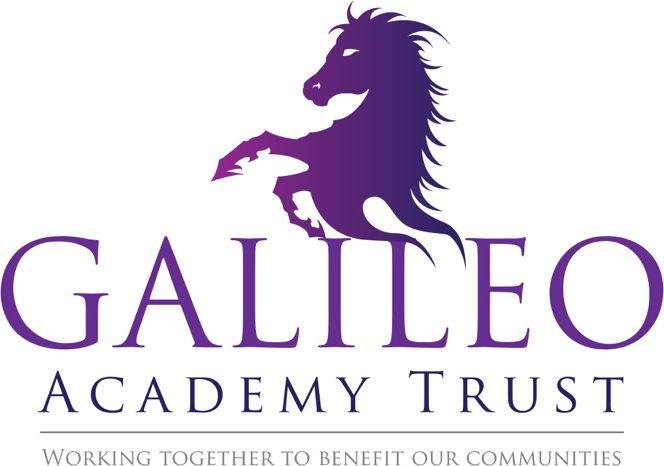 GALILEO
ACADEMY TRUST
WORKING TOGETHER TO BENEFIT OUR COMMUNITIES